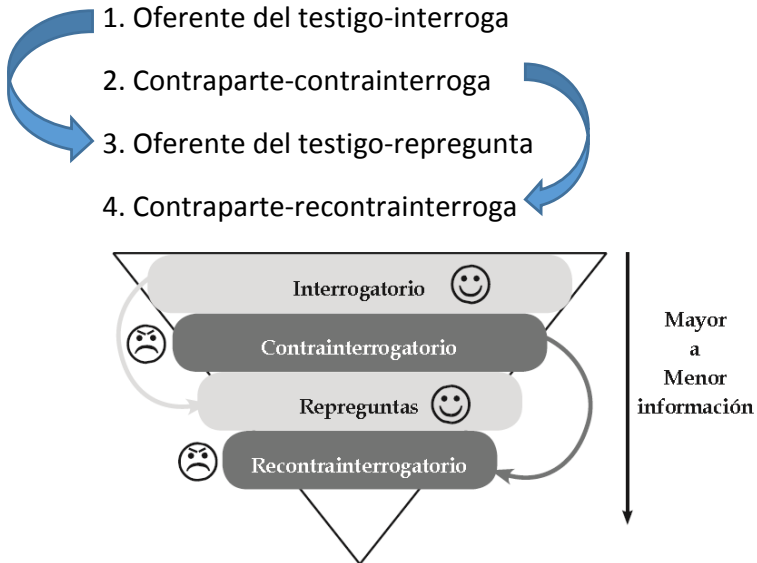 1. Oferente del testigo-interroga
2. Contraparte-contrainterroga
3. Oferente del testigo-repregunta
4. Contraparte-recontrainterroga
Interrogatorio
Contrainterrogatorio
Repreguntas
Recontrainterrogatorio
Mayor
a
Menor
información